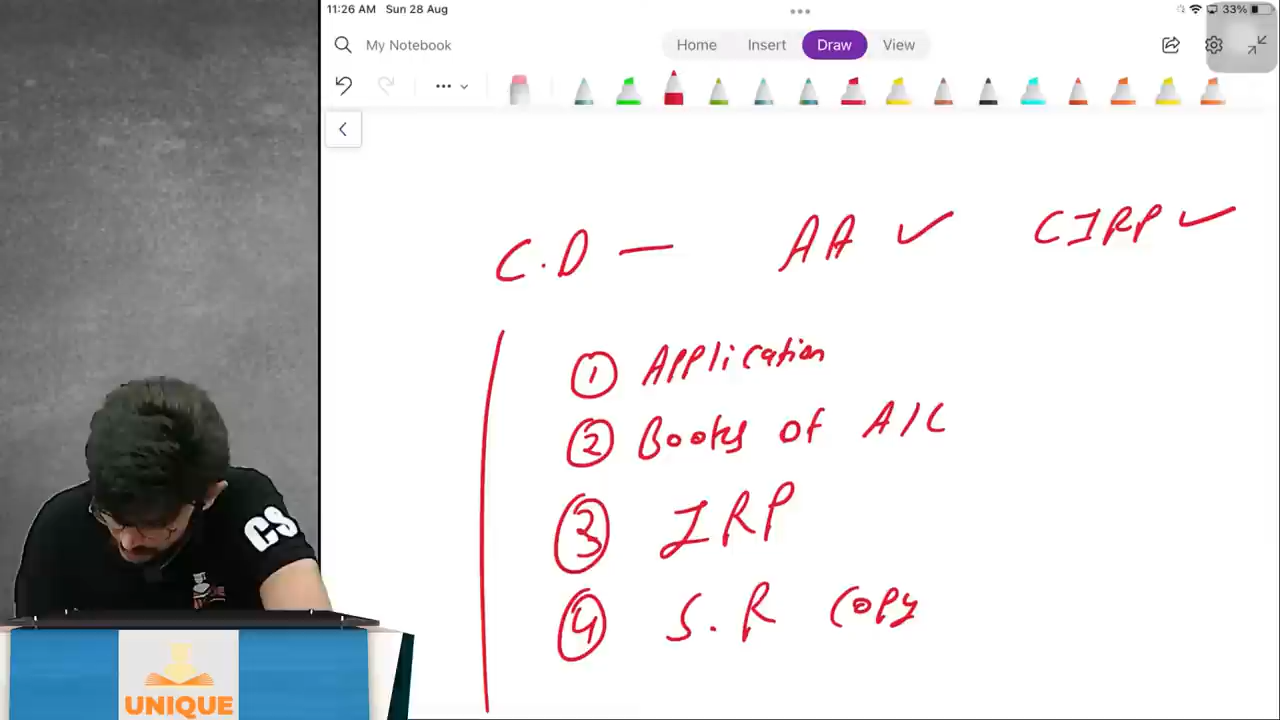 11:26 AM Sun 28 Aug
33%
My Notebook
Home Insert Draw View
C.D — AA ✓ CIRP ✓
① Application
② Books of A/C
③ IRP
④ S.R Copy
CS
UNIQUE